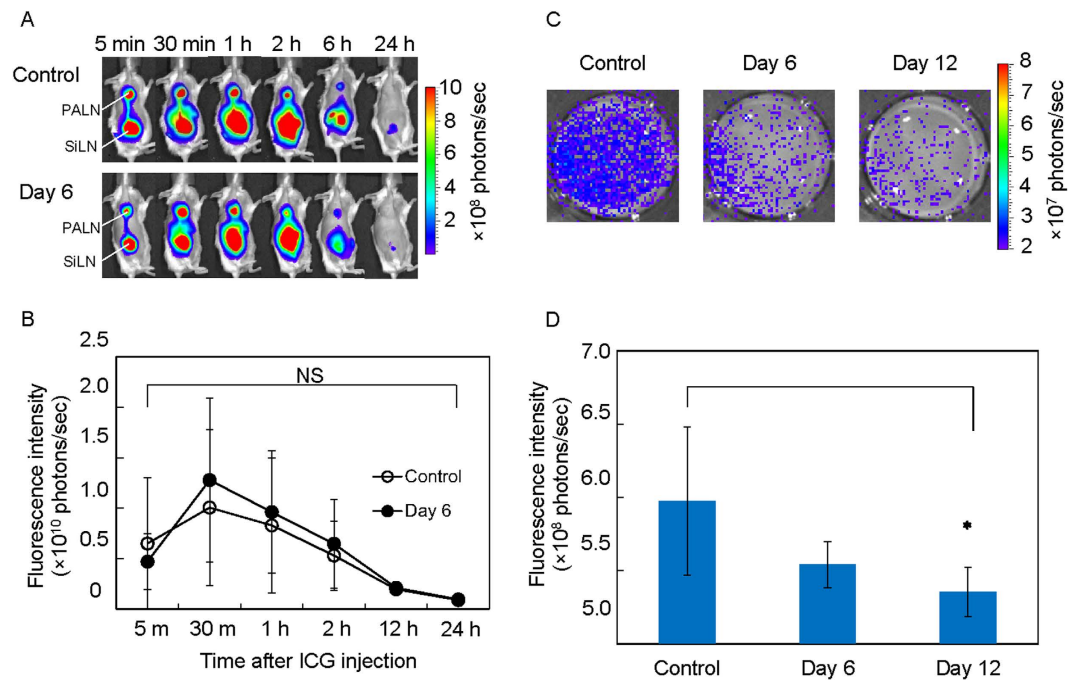 A
5 min 30 min 1 h 2 h 6 h 24 h
Control
PALN
SiLN
Day 6
PALN
SiLN
10
8
6
4
2
×10⁸ photons/sec
C
Control Day 6 Day 12
8
7
6
5
4
3
2
×10⁷ photons/sec
B
2.5
2.0
1.5
1.0
0.5
0
Fluorescence intensity
(×10¹⁰ photons/sec)
NS
Control
Day 6
5 m 30 m 1 h 2 h 12 h 24 h
Time after ICG injection
D
7.0
6.5
6.0
5.5
5.0
Fluorescence intensity
(×10⁸ photons/sec)
*
Control Day 6 Day 12